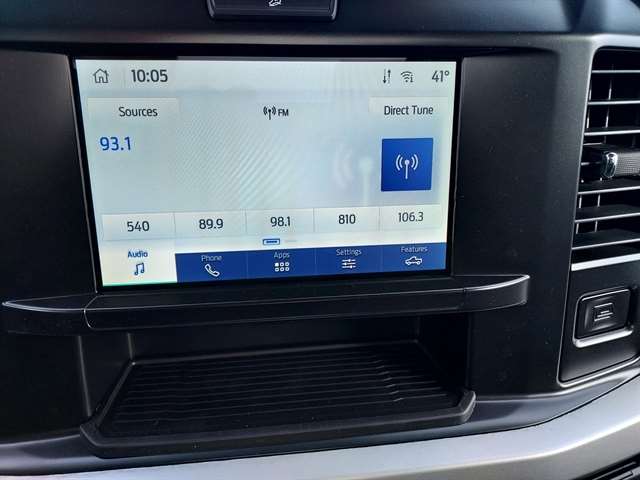 10:05 41°
Sources FM Direct Tune
93.1
540 89.9 98.1 810 106.3
Audio Phone Apps Settings Features